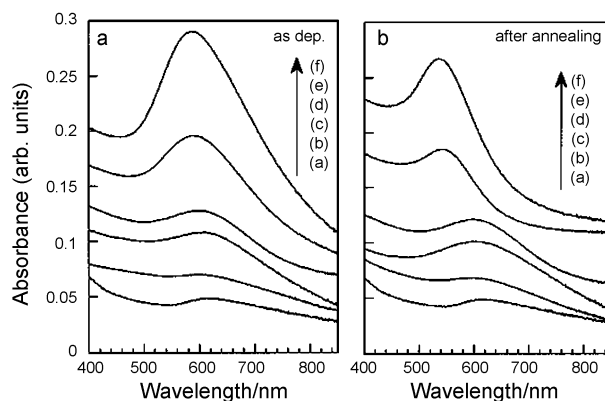 a
as dep.
(f)
(e)
(d)
(c)
(b)
(a)
0.3
0.25
0.2
0.15
0.1
0.05
0
Absorbance (arb. units)
400 500 600 700 800
Wavelength/nm
b
after annealing
(f)
(e)
(d)
(c)
(b)
(a)
400 500 600 700 800
Wavelength/nm